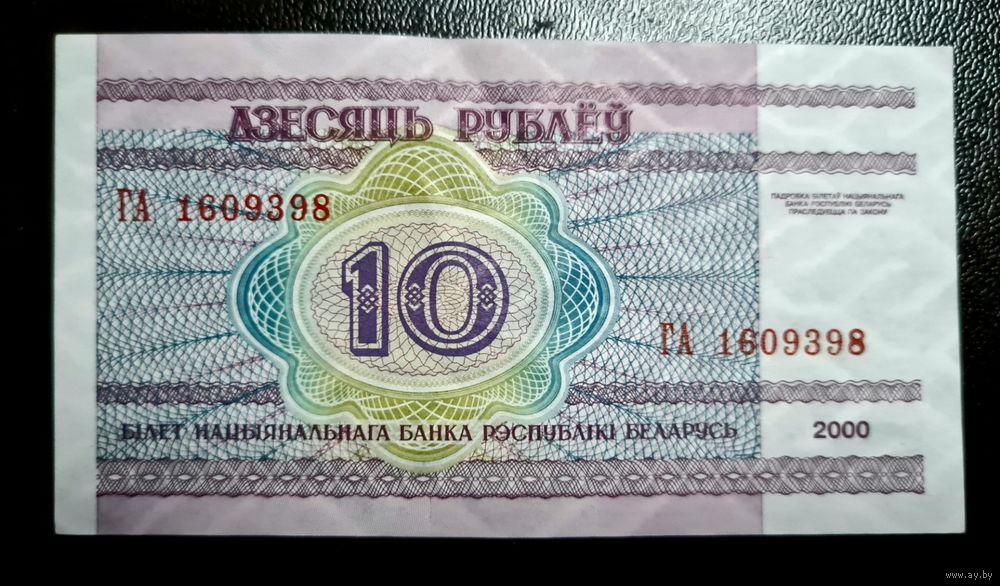 ДЗЕСЯЦЬ РУБЛЁЎ
ГА 1609398
ПАДРОБКА БІЛЕТАЎ НАЦЫЯНАЛЬНАГА
БАНКА РЭСПУБЛІКІ БЕЛАРУСЬ
ПРАСЛЕДУЕЦЦА ПА ЗАКОНУ
10
ГА 1609398
БІЛЕТ НАЦЫЯНАЛЬНАГА БАНКА РЭСПУБЛІКІ БЕЛАРУСЬ
2000
www.ay.by